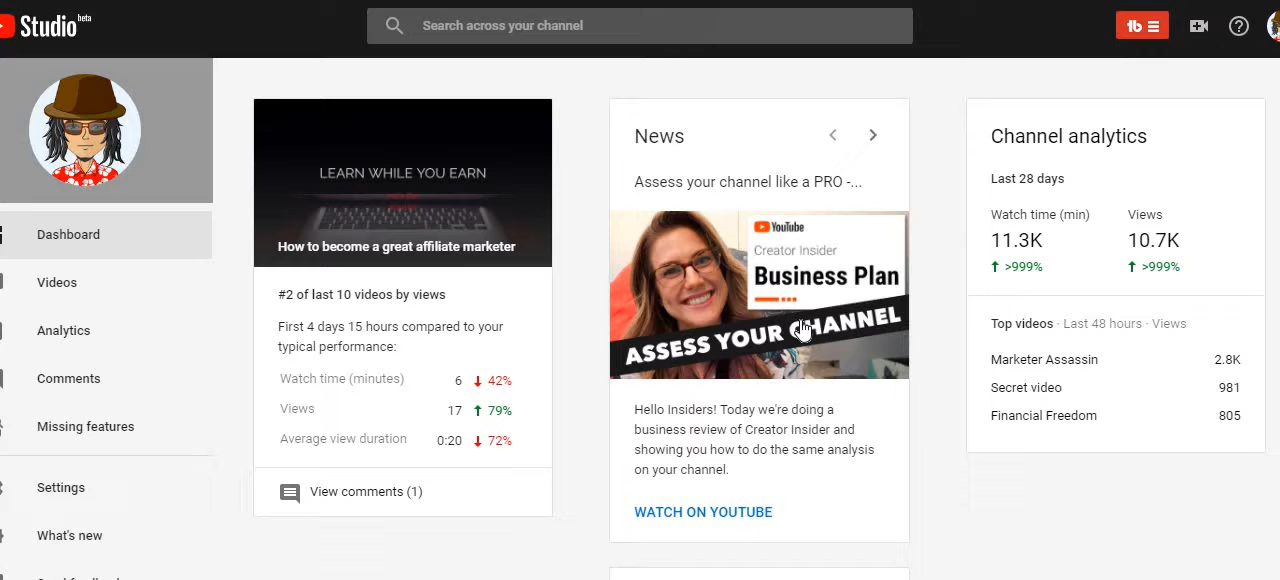 Studio beta
Search across your channel
tb
Dashboard
Videos
Analytics
Comments
Missing features
Settings
What's new
LEARN WHILE YOU EARN
How to become a great affiliate marketer
#2 of last 10 videos by views
First 4 days 15 hours compared to your
typical performance:
Watch time (minutes) 6 42%
Views 17 79%
Average view duration 0:20 72%
View comments (1)
News
Assess your channel like a PRO -...
YouTube
Creator Insider
Business Plan
ASSESS YOUR CHANNEL
Hello Insiders! Today we're doing a
business review of Creator Insider and
showing you how to do the same analysis
on your channel.
WATCH ON YOUTUBE
Channel analytics
Last 28 days
Watch time (min) Views
11.3K 10.7K
>999% >999%
Top videos · Last 48 hours · Views
Marketer Assassin 2.8K
Secret video 981
Financial Freedom 805